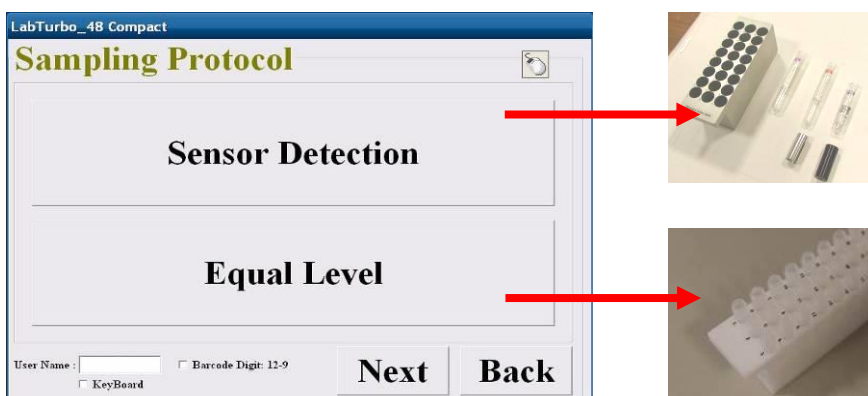 LabTurbo_48 Compact
Sampling Protocol
Sensor Detection
Equal Level
User Name :
Barcode Digit: 12-9
KeyBoard
Next
Back